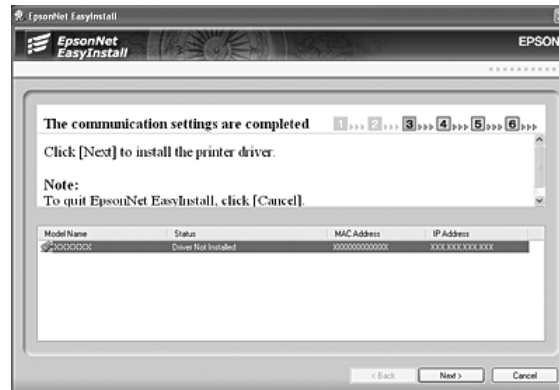 EpsonNet EasyInstall
EpsonNet
EasyInstall
EPSON
The communication settings are completed 1 2 3 4 5 6
Click [Next] to install the printer driver.
Note:
To quit EpsonNet EasyInstall, click [Cancel].
Model Name Status MAC Address IP Address
XXXXXXX Driver Not Installed XXXXXXXXXXXX XXX.XXX.XXX.XXX
< Back Next > Cancel